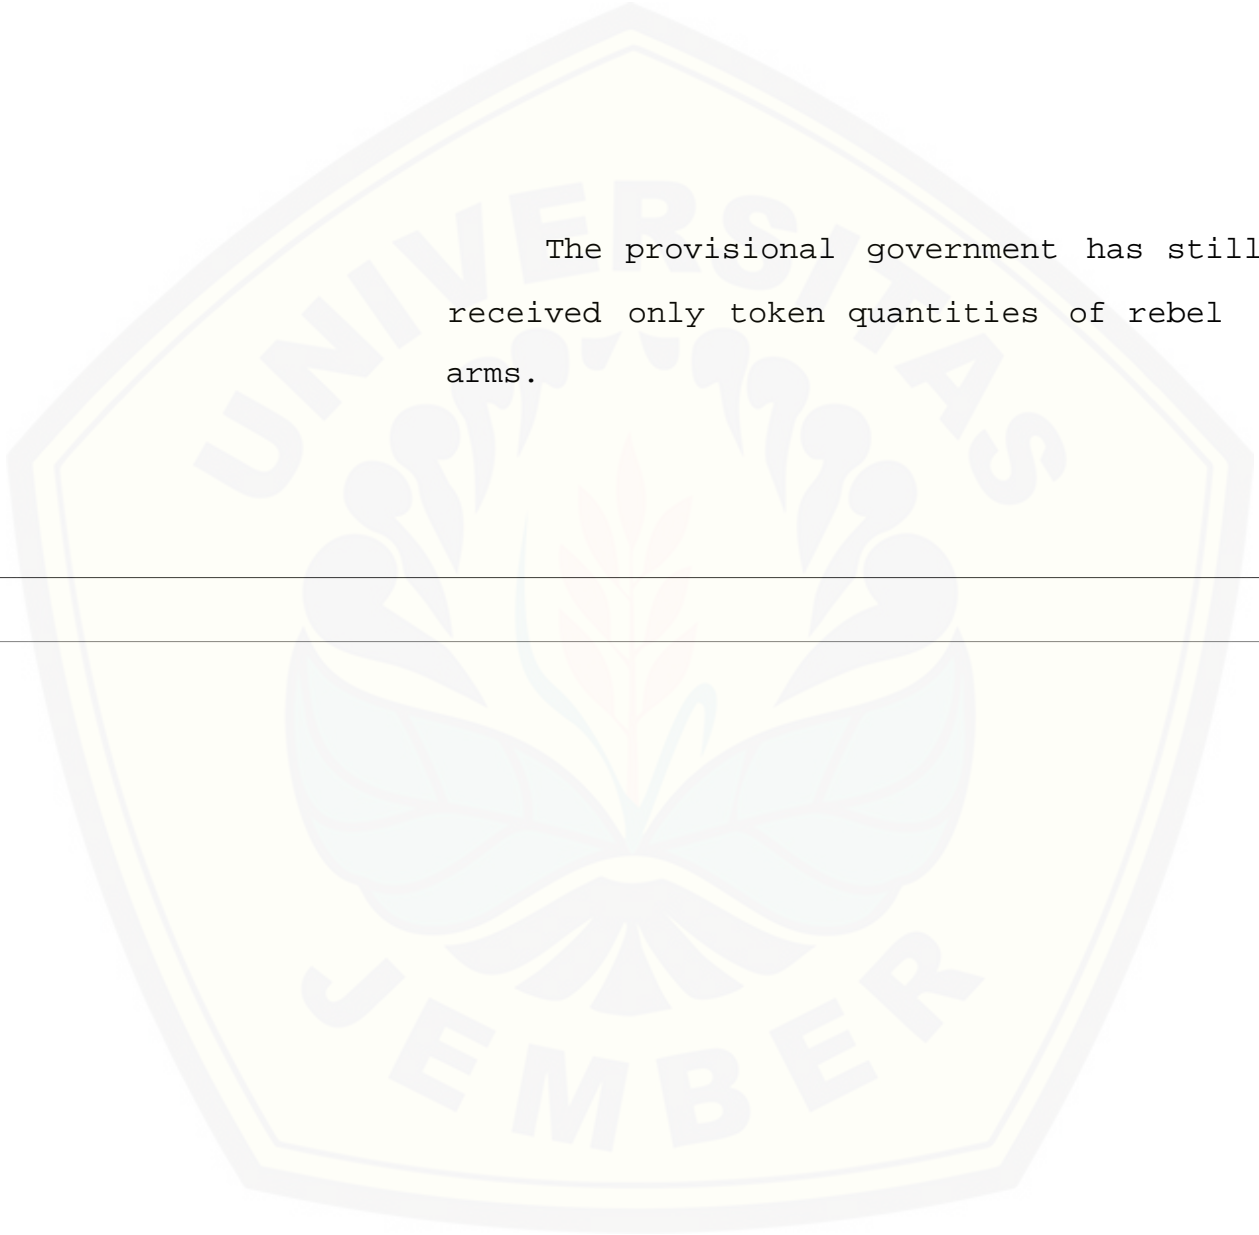 UNIVERSITAS
The provisional government has still
received only token quantities of rebel
arms.
JEMBER